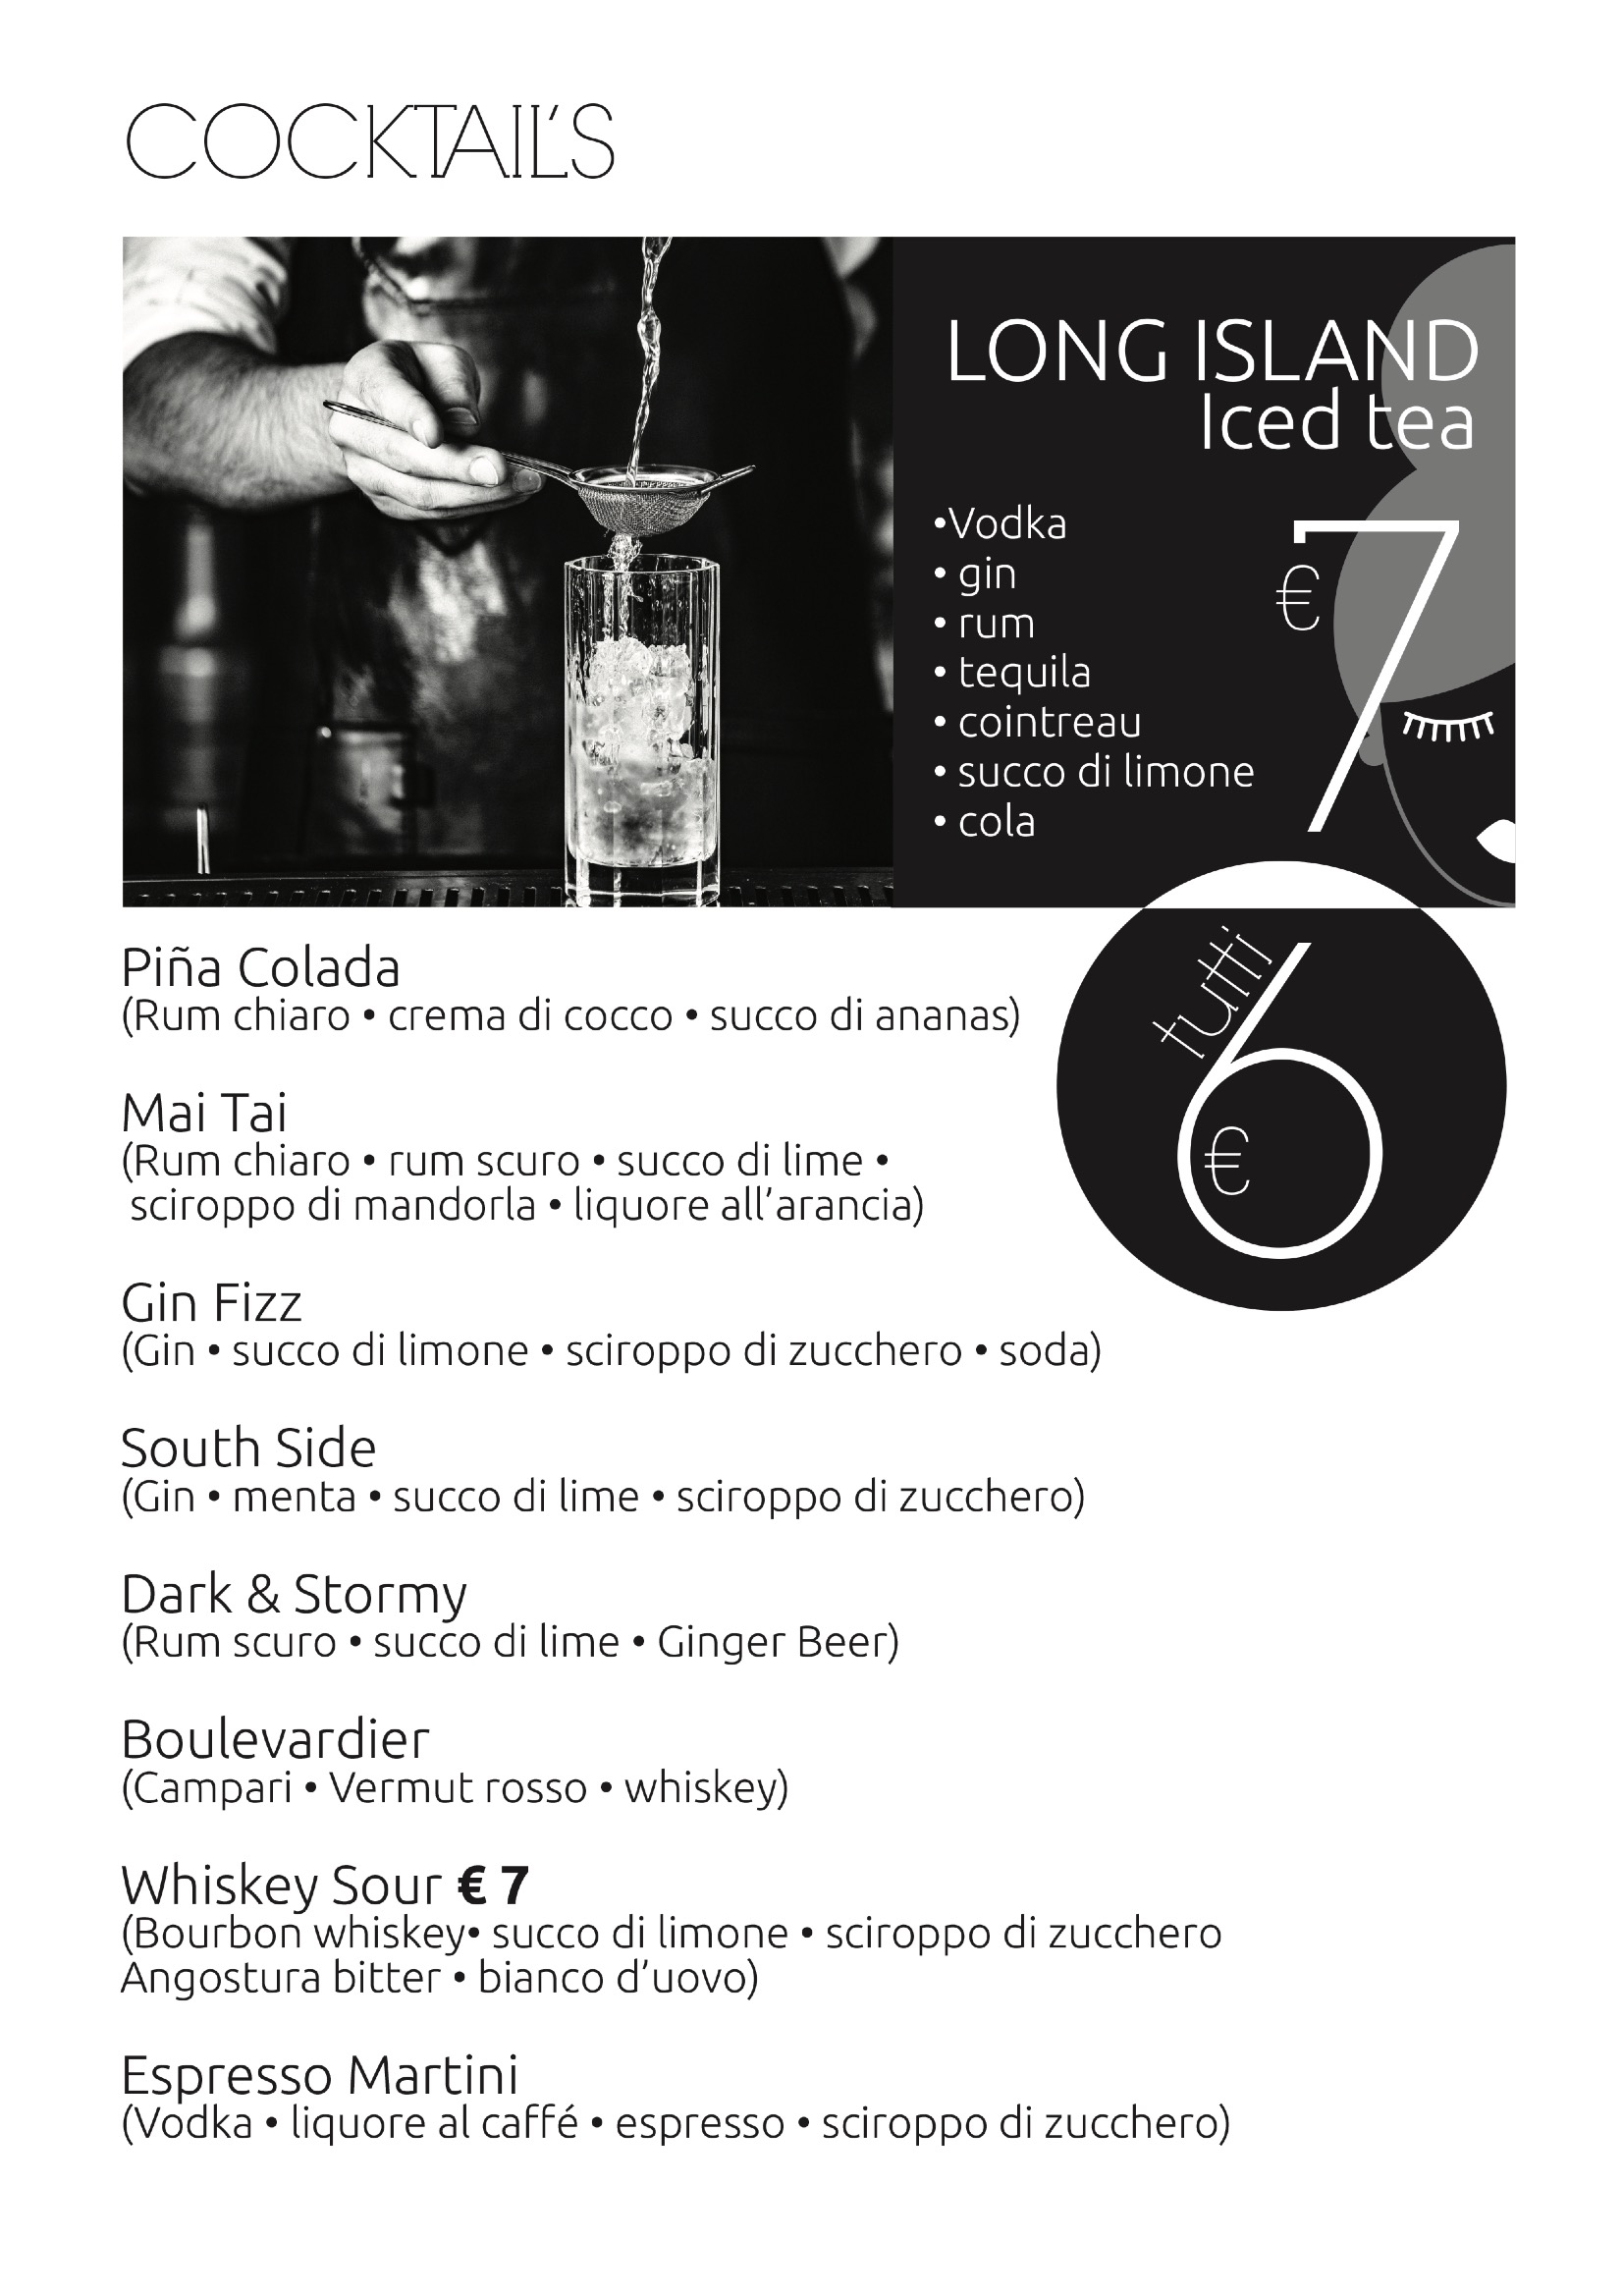 COCKTAIL'S
LONG ISLAND
Iced tea
•Vodka
• gin
• rum
• tequila
• cointreau
• succo di limone
• cola
€ 7
tutti
€ 6
Piña Colada
(Rum chiaro • crema di cocco • succo di ananas)
Mai Tai
(Rum chiaro • rum scuro • succo di lime •
sciroppo di mandorla • liquore all’arancia)
Gin Fizz
(Gin • succo di limone • sciroppo di zucchero • soda)
South Side
(Gin • menta • succo di lime • sciroppo di zucchero)
Dark & Stormy
(Rum scuro • succo di lime • Ginger Beer)
Boulevardier
(Campari • Vermut rosso • whiskey)
Whiskey Sour € 7
(Bourbon whiskey• succo di limone • sciroppo di zucchero
Angostura bitter • bianco d’uovo)
Espresso Martini
(Vodka • liquore al caffé • espresso • sciroppo di zucchero)